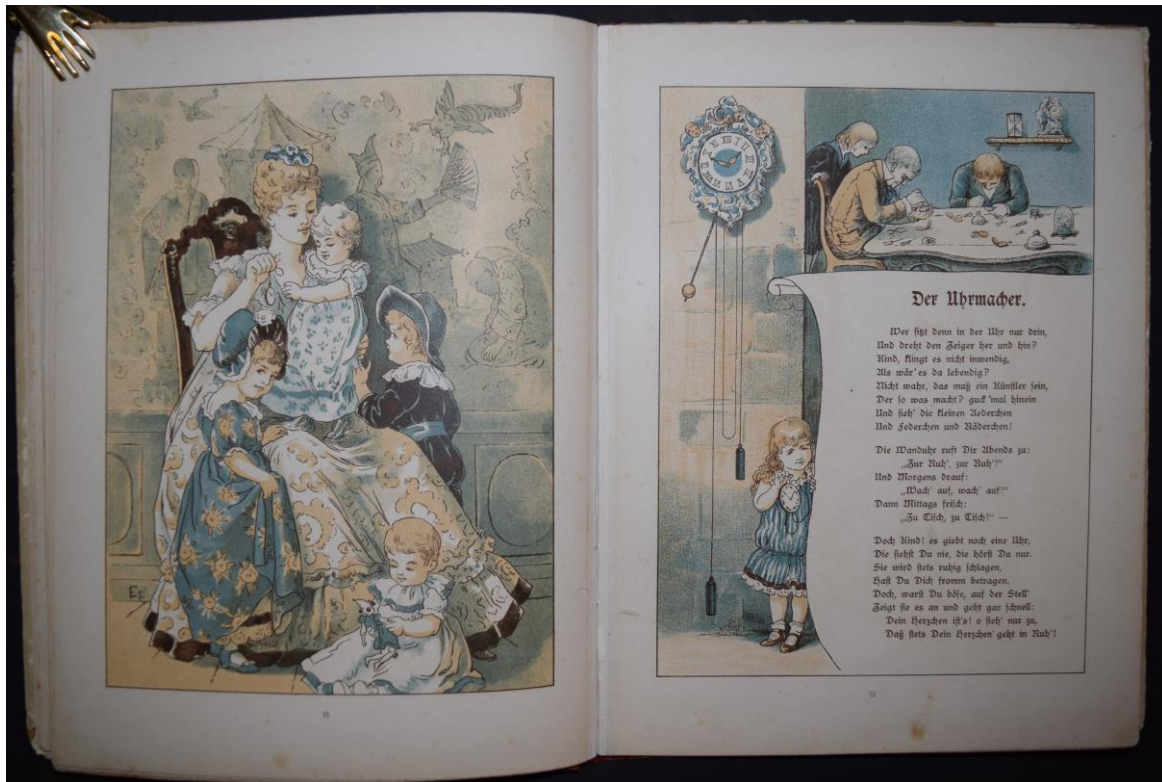 Es
Der Uhrmacher.
Wer sitzt denn in der Uhr nur drin,
Und dreht den Zeiger her und hin?
Kind, klingt es nicht inwendig,
Als wär' es da lebendig?
Nicht wahr, das muß ein Künstler sein,
Der so was macht? guck 'mal hinein
Und sieh' die kleinen Aederchen
Und Federchen und Räderchen!
Die Wanduhr ruft Dir Abends zu:
„Zur Ruh', zur Ruh'!“
Und Morgens drauf:
„Wach' auf, wach' auf!“
Dann Mittags frisch:
„Zu Tisch, zu Tisch!“ —
Doch Kind! es giebt noch eine Uhr,
Die siehst Du nie, die hörst Du nur.
Sie wird stets ruhig schlagen,
Hast Du Dich fromm betragen.
Doch, warst Du böse, auf der Stell'
Zeigt sie es an und geht gar schnell:
Dein Herzchen ist's! o sieh' nur zu,
Daß stets Dein Herzchen geht in Ruh'!